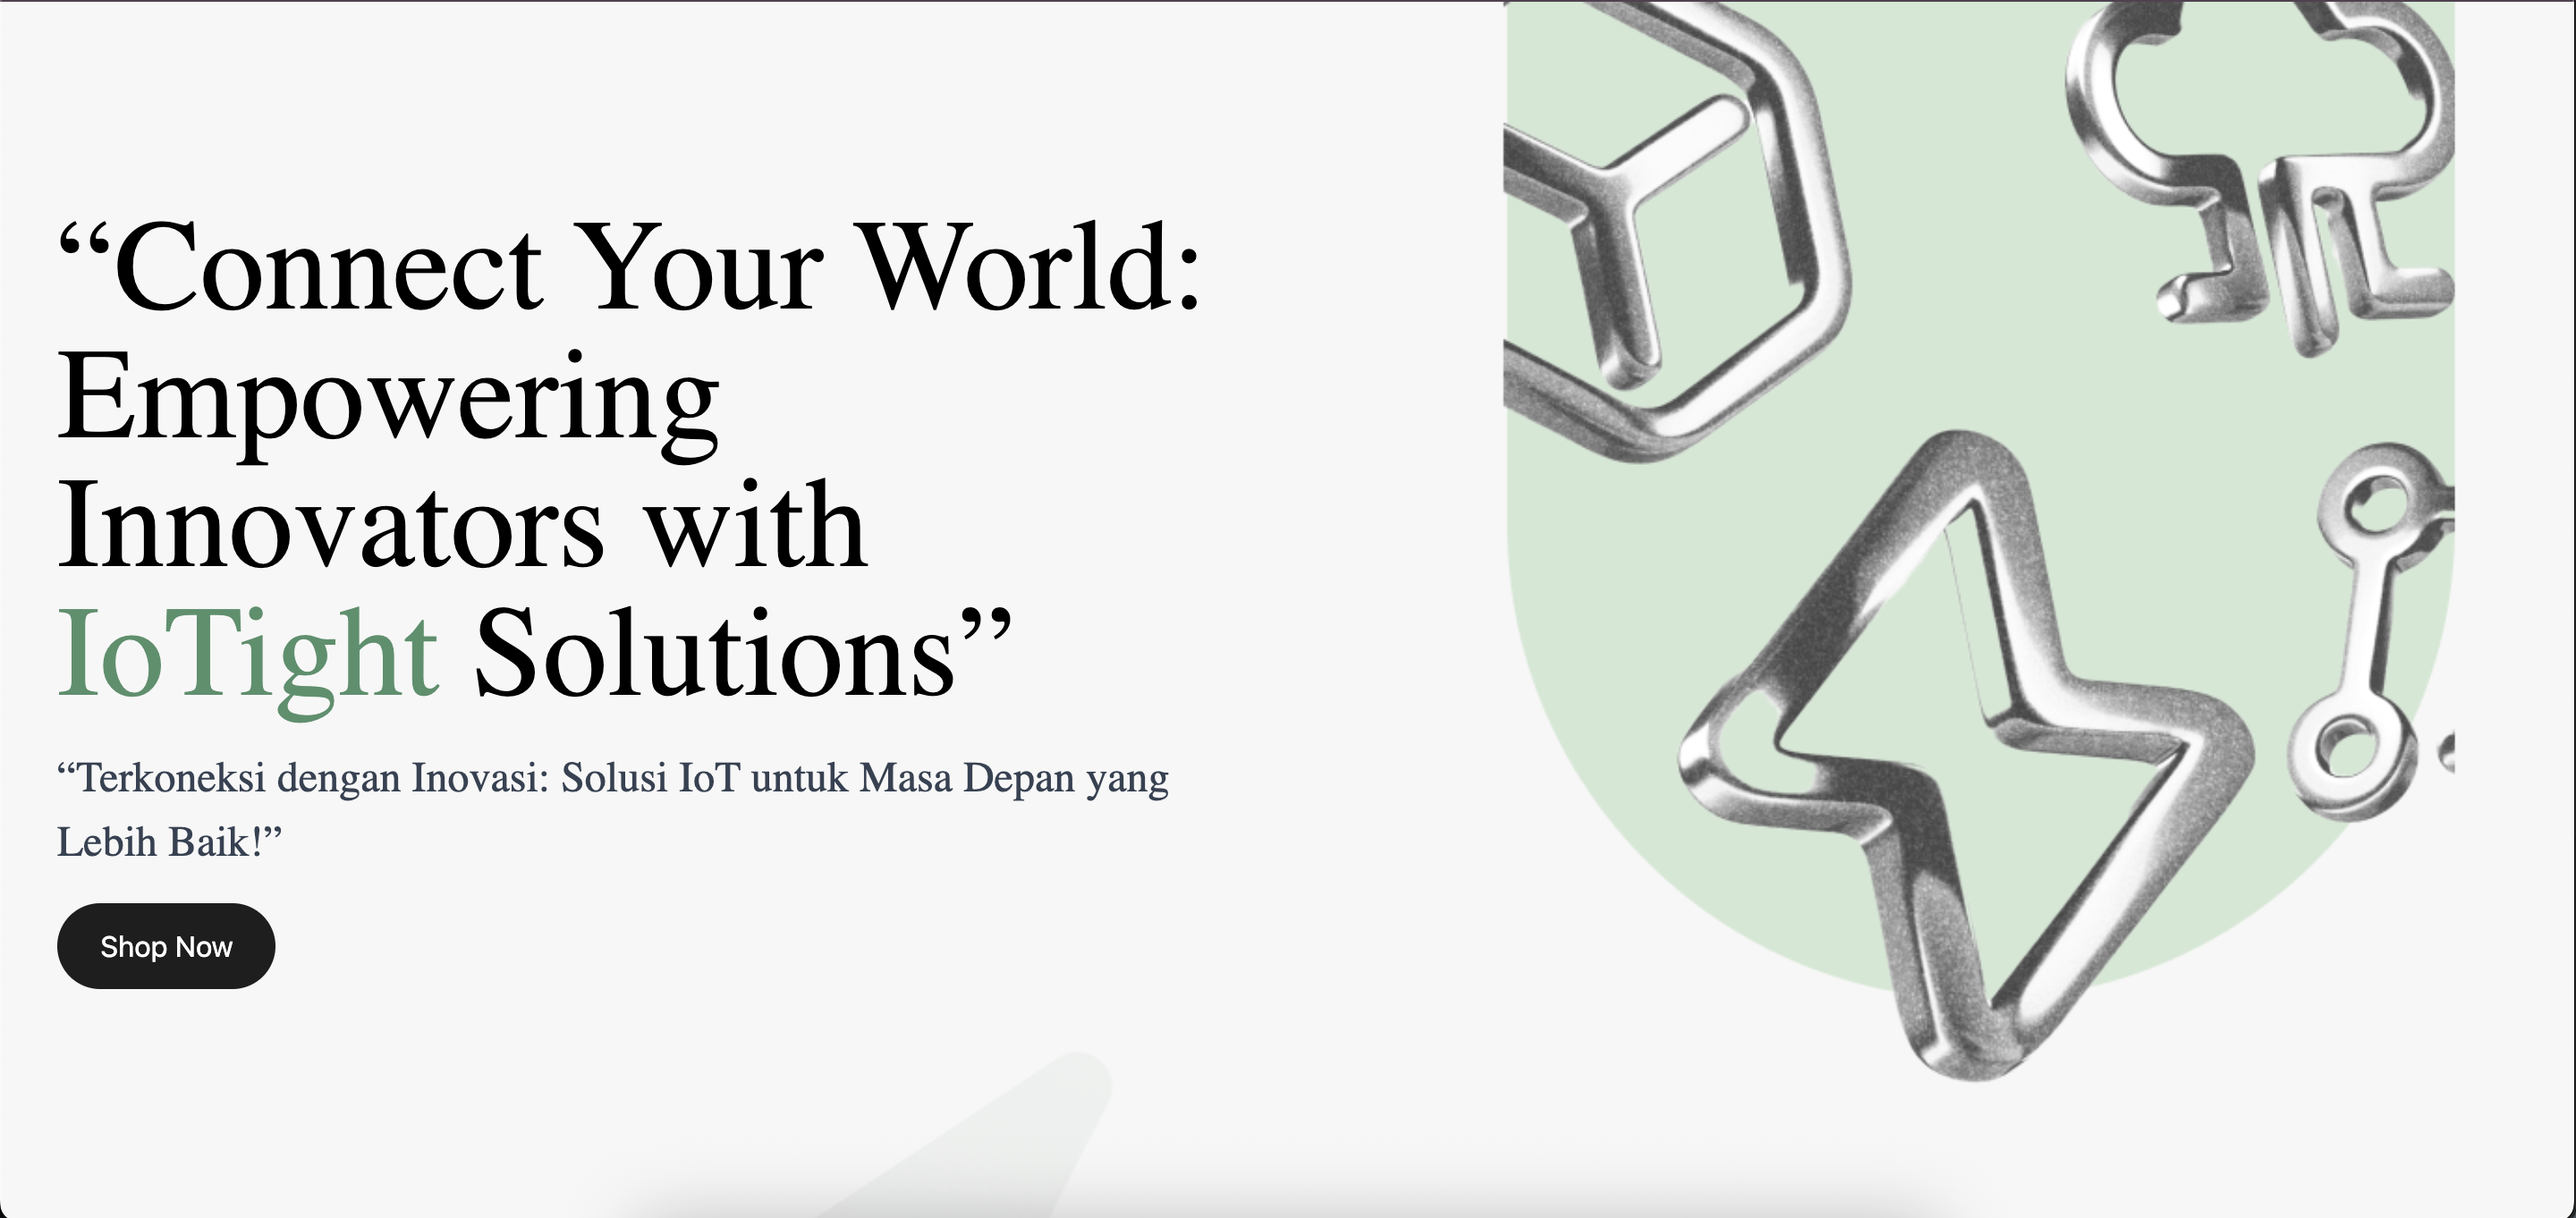 “Connect Your World:
Empowering
Innovators with
IoTight Solutions”
“Terkoneksi dengan Inovasi: Solusi IoT untuk Masa Depan yang
Lebih Baik!”
Shop Now